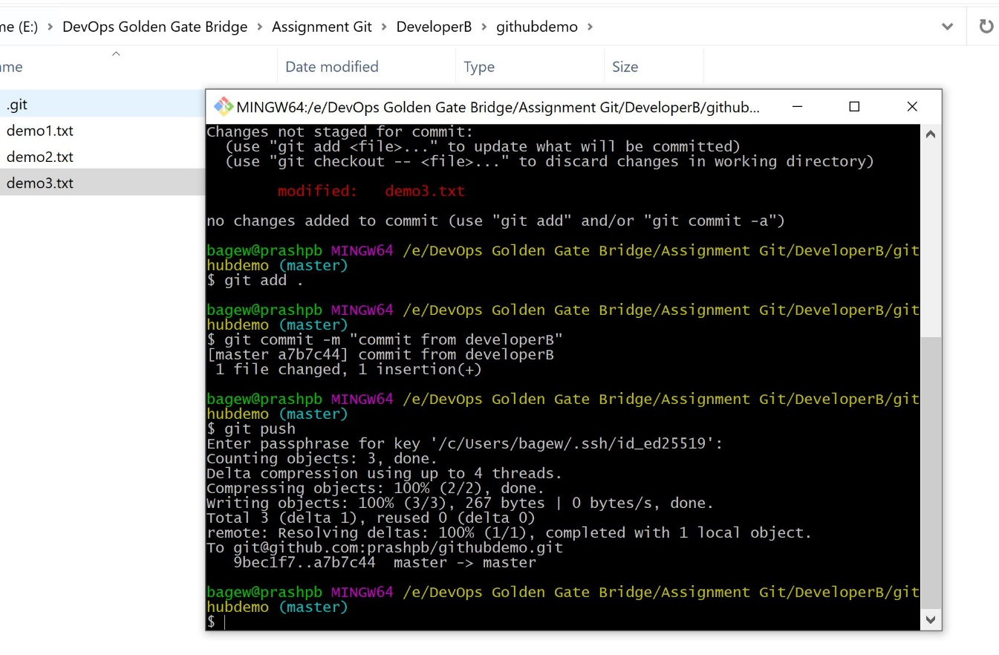 me (E:) > DevOps Golden Gate Bridge > Assignment Git > DeveloperB > githubdemo >
ame Date modified Type Size
.git
demo1.txt
demo2.txt
demo3.txt
MINGW64:/e/DevOps Golden Gate Bridge/Assignment Git/DeveloperB/github...
Changes not staged for commit:
(use "git add <file>..." to update what will be committed)
(use "git checkout -- <file>..." to discard changes in working directory)
modified: demo3.txt
no changes added to commit (use "git add" and/or "git commit -a")
bagew@prashpb MINGW64 /e/DevOps Golden Gate Bridge/Assignment Git/DeveloperB/git
hubdemo (master)
$ git add .
bagew@prashpb MINGW64 /e/DevOps Golden Gate Bridge/Assignment Git/DeveloperB/git
hubdemo (master)
$ git commit -m "commit from developerB"
[master a7b7c44] commit from developerB
1 file changed, 1 insertion(+)
bagew@prashpb MINGW64 /e/DevOps Golden Gate Bridge/Assignment Git/DeveloperB/git
hubdemo (master)
$ git push
Enter passphrase for key '/c/Users/bagew/.ssh/id_ed25519':
Counting objects: 3, done.
Delta compression using up to 4 threads.
Compressing objects: 100% (2/2), done.
Writing objects: 100% (3/3), 267 bytes | 0 bytes/s, done.
Total 3 (delta 1), reused 0 (delta 0)
remote: Resolving deltas: 100% (1/1), completed with 1 local object.
To git@github.com:prashpb/githubdemo.git
9bec1f7..a7b7c44 master -> master
bagew@prashpb MINGW64 /e/DevOps Golden Gate Bridge/Assignment Git/DeveloperB/git
hubdemo (master)
$